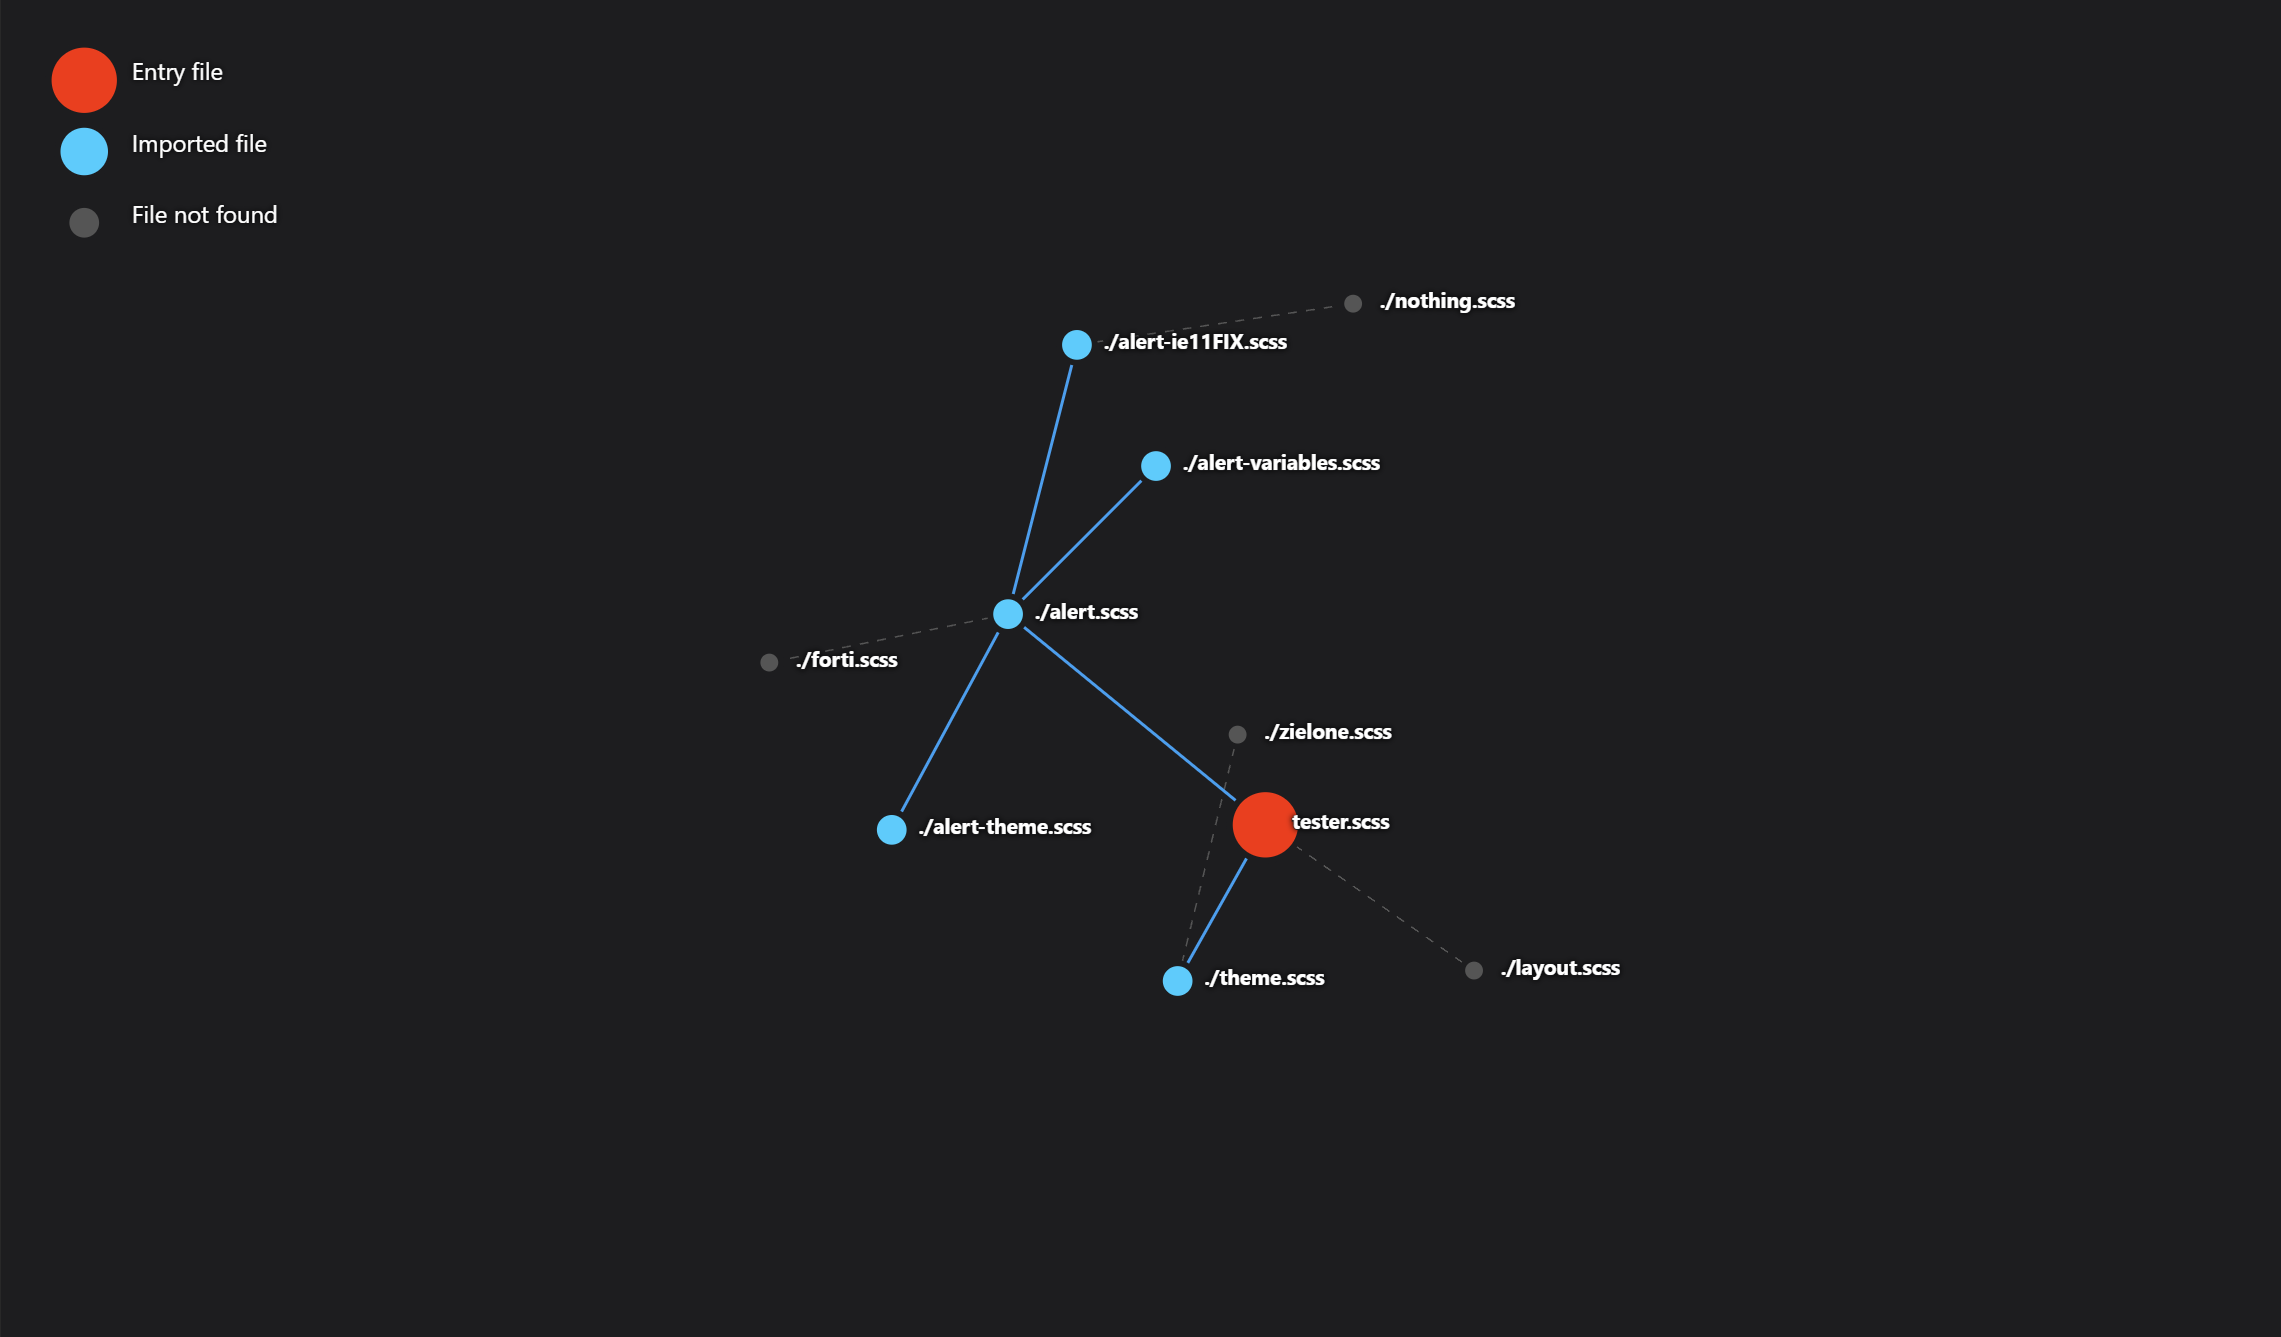 Entry file
Imported file
File not found
./nothing.scss
./alert-ie11FIX.scss
./alert-variables.scss
./alert.scss
./forti.scss
./zielone.scss
tester.scss
./alert-theme.scss
./layout.scss
./theme.scss